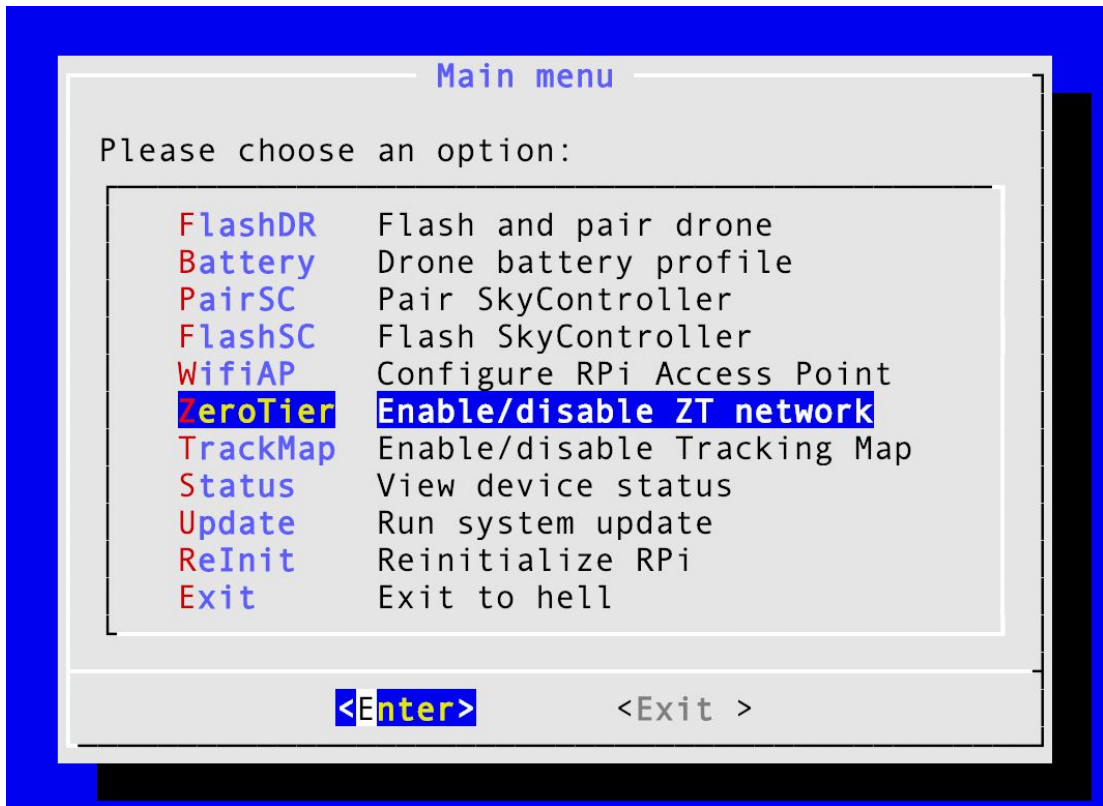 Main menu
Please choose an option:
FlashDR Flash and pair drone
Battery Drone battery profile
PairSC Pair SkyController
FlashSC Flash SkyController
WifiAP Configure RPi Access Point
ZeroTier Enable/disable ZT network
TrackMap Enable/disable Tracking Map
Status View device status
Update Run system update
ReInit Reinitialize RPi
Exit Exit to hell
<Enter> <Exit >